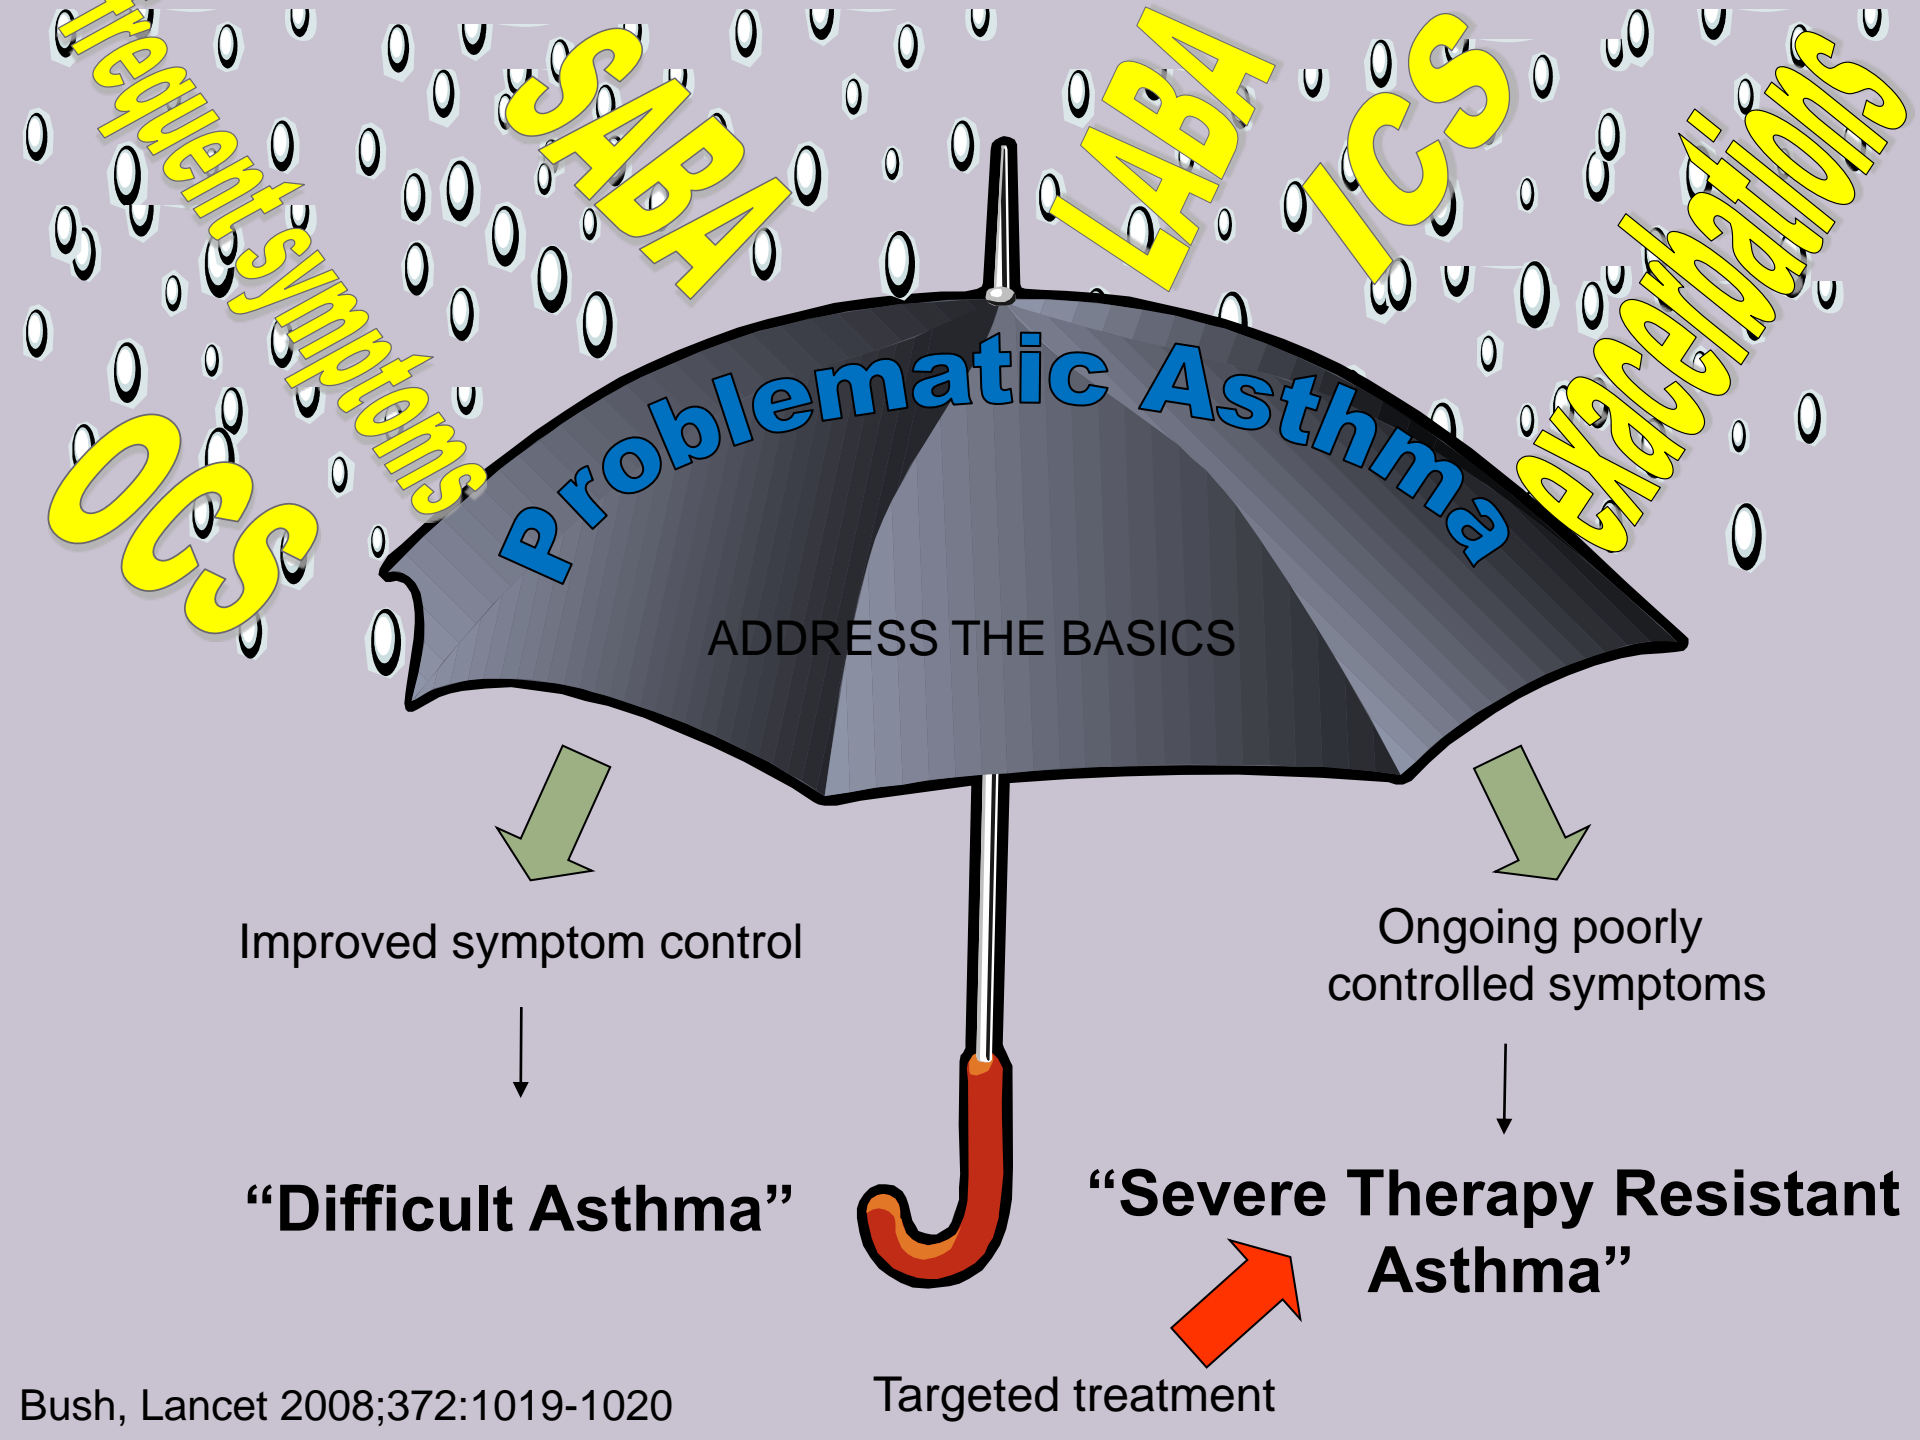 frequent symptoms
SABA
LABA
ICS
exacerbations
OCS
Problematic Asthma
ADDRESS THE BASICS
Improved symptom control
Ongoing poorly
controlled symptoms
“Difficult Asthma”
“Severe Therapy Resistant
Asthma”
Targeted treatment
Bush, Lancet 2008;372:1019-1020